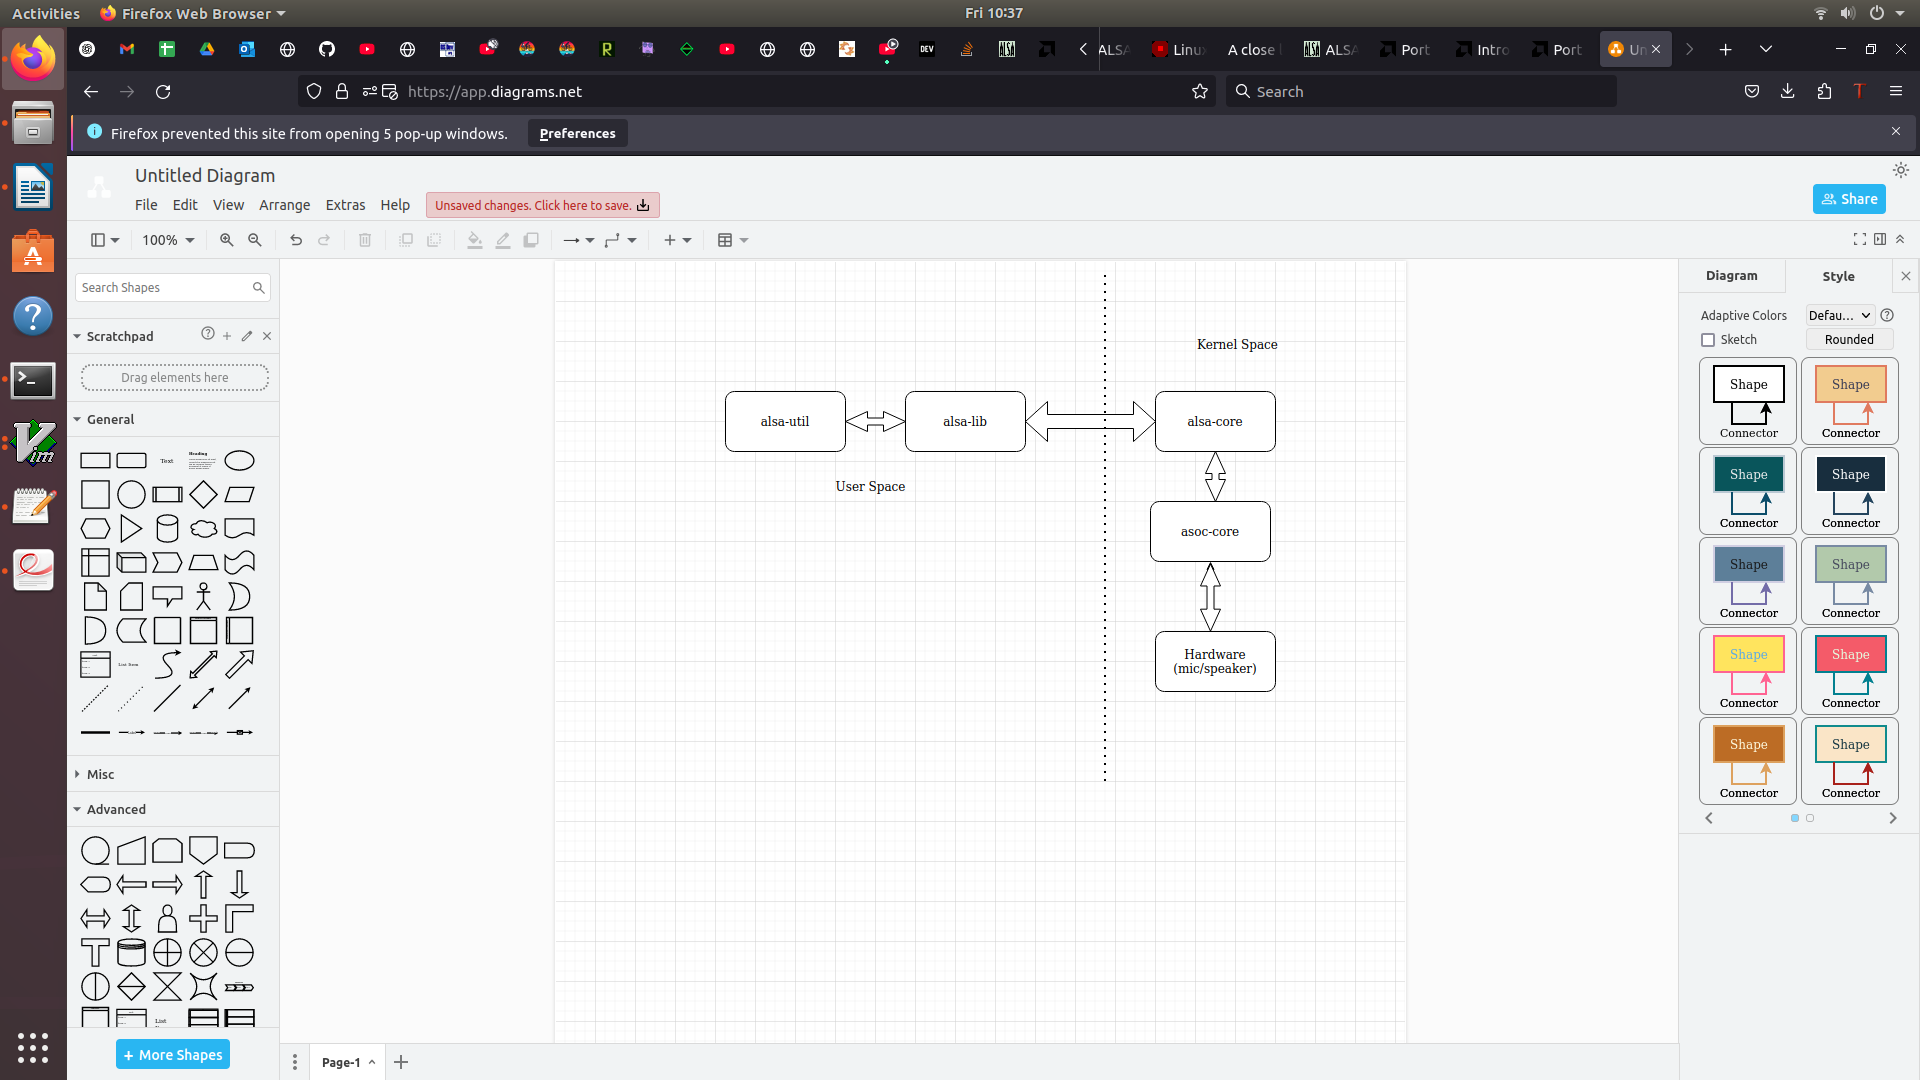 Activities
Firefox Web Browser
Fri 10:37
ALSA
Linu
A close l
ALSA
Port
Intro
Port
Un
https://app.diagrams.net
Search
Firefox prevented this site from opening 5 pop-up windows.
Preferences
Untitled Diagram
File
Edit
View
Arrange
Extras
Help
Unsaved changes. Click here to save.
Share
100%
Search Shapes
Scratchpad
Drag elements here
General
Text
Heading
List Item
Misc
Advanced
List
More Shapes
Kernel Space
alsa-util
alsa-lib
alsa-core
User Space
asoc-core
Hardware
(mic/speaker)
Page-1
Diagram
Style
Adaptive Colors
Defau...
Sketch
Rounded
Shape
Connector
Shape
Connector
Shape
Connector
Shape
Connector
Shape
Connector
Shape
Connector
Shape
Connector
Shape
Connector
Shape
Connector
Shape
Connector